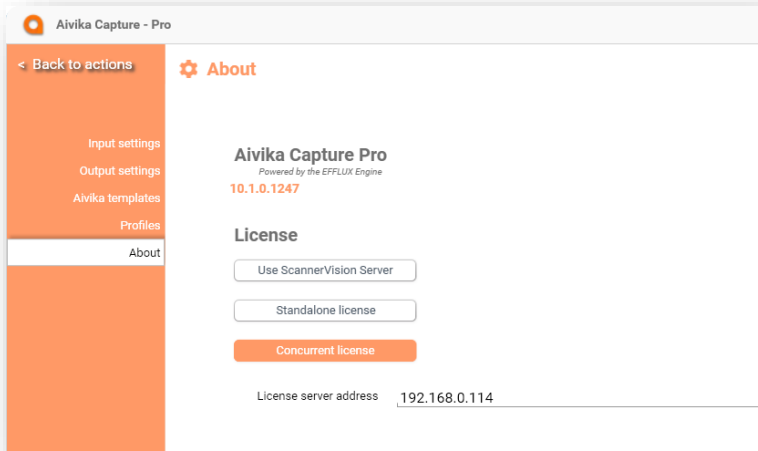 Aivika Capture - Pro
< Back to actions
About
Input settings
Output settings
Aivika templates
Profiles
About
Aivika Capture Pro
Powered by the EFFLUX Engine
10.1.0.1247
License
Use ScannerVision Server
Standalone license
Concurrent license
License server address 192.168.0.114